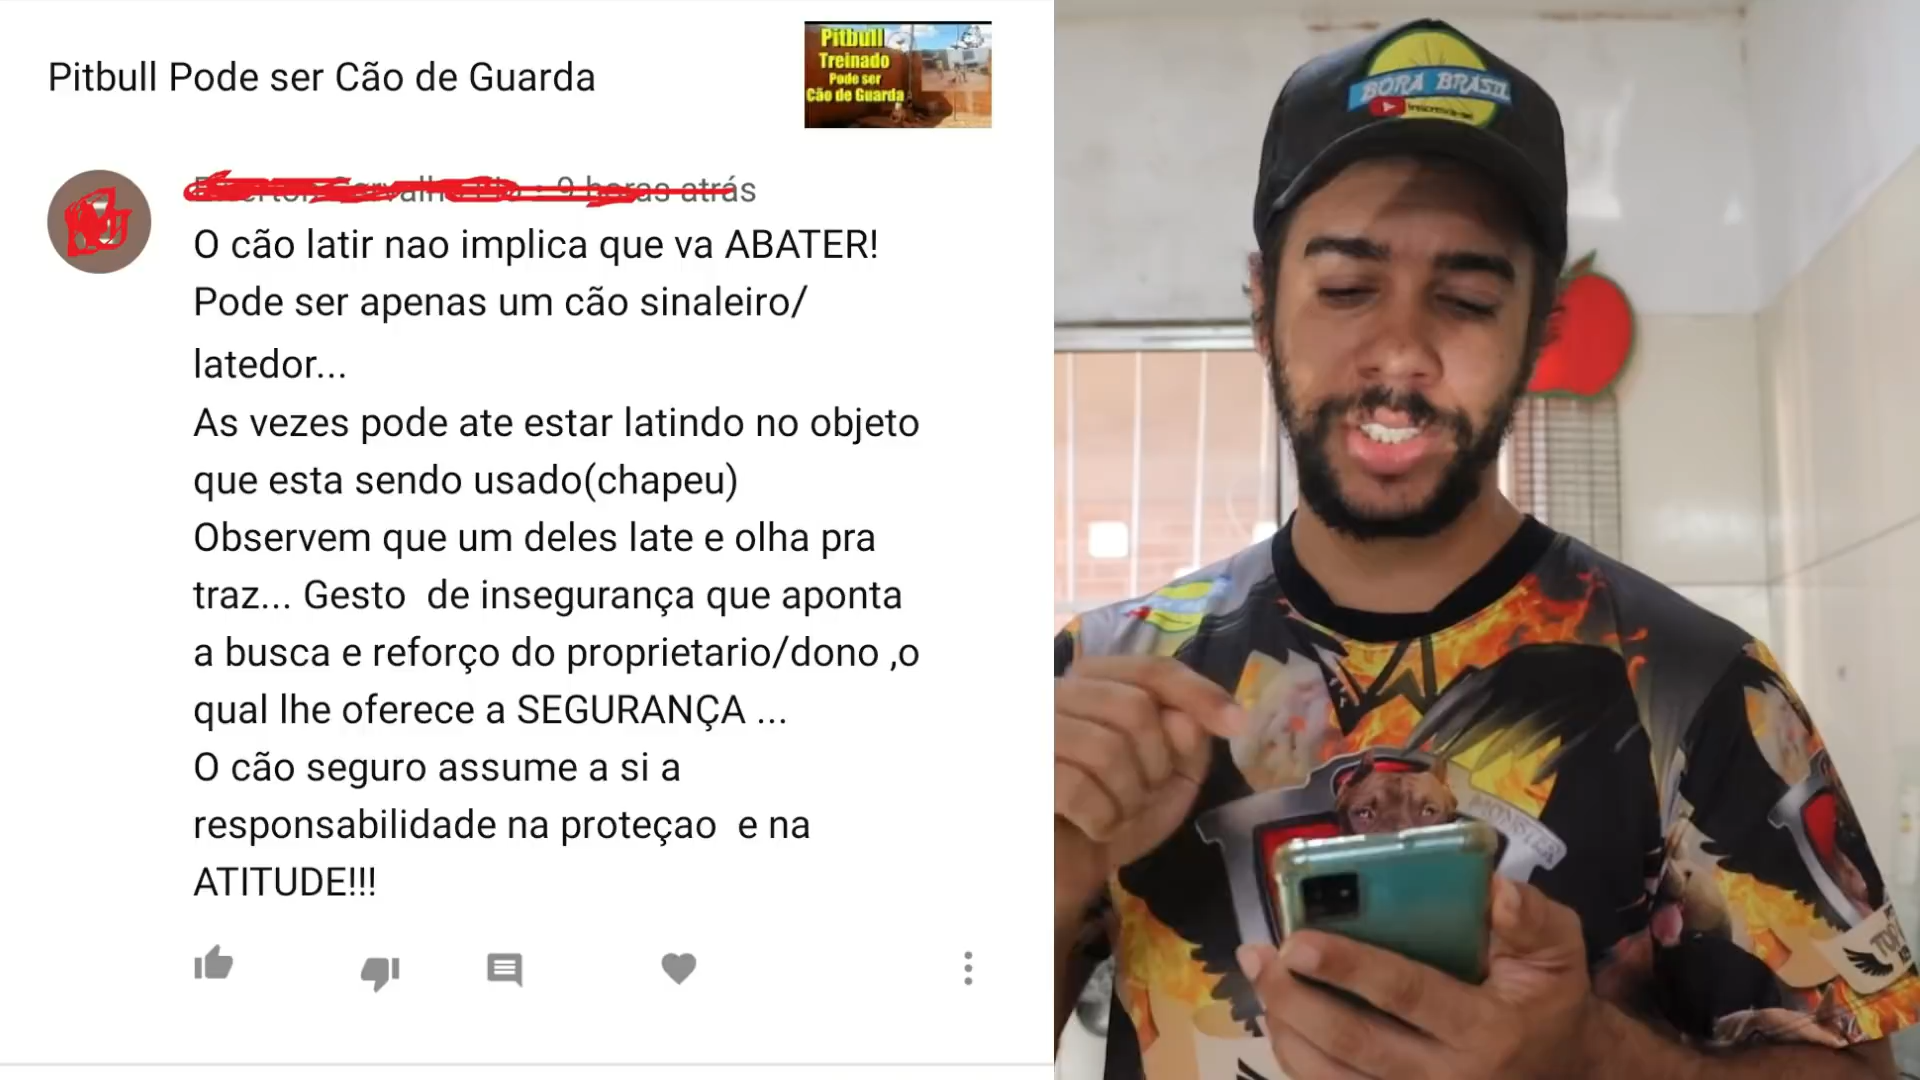 Pitbull Pode ser Cão de Guarda
Pitbull
Treinado
Pode ser
Cão de Guarda
atrás
O cão latir nao implica que va ABATER!
Pode ser apenas um cão sinaleiro/
latedor...
As vezes pode ate estar latindo no objeto
que esta sendo usado(chapeu)
Observem que um deles late e olha pra
traz... Gesto  de insegurança que aponta
a busca e reforço do proprietario/dono ,o
qual lhe oferece a SEGURANÇA ...
O cão seguro assume a si a
responsabilidade na proteçao  e na
ATITUDE!!!
BORA BRASIL
MONSTER